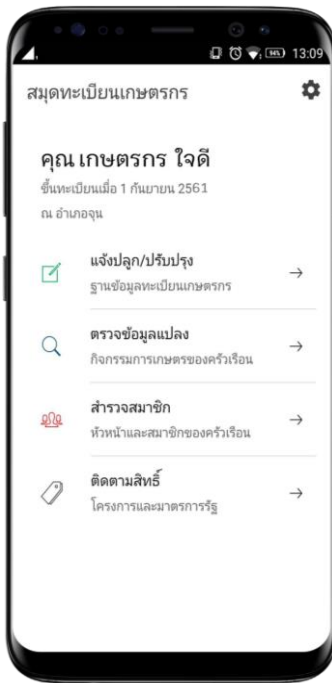 94%
13:09
สมุดทะเบียนเกษตรกร
คุณ เกษตรกร ใจดี
ขึ้นทะเบียนเมื่อ 1 กันยายน 2561
ณ อำเภอจุน
แจ้งปลูก/ปรับปรุง
ฐานข้อมูลทะเบียนเกษตรกร
ตรวจข้อมูลแปลง
กิจกรรมการเกษตรของครัวเรือน
สำรวจสมาชิก
หัวหน้าและสมาชิกของครัวเรือน
ติดตามสิทธิ์
โครงการและมาตรการรัฐ